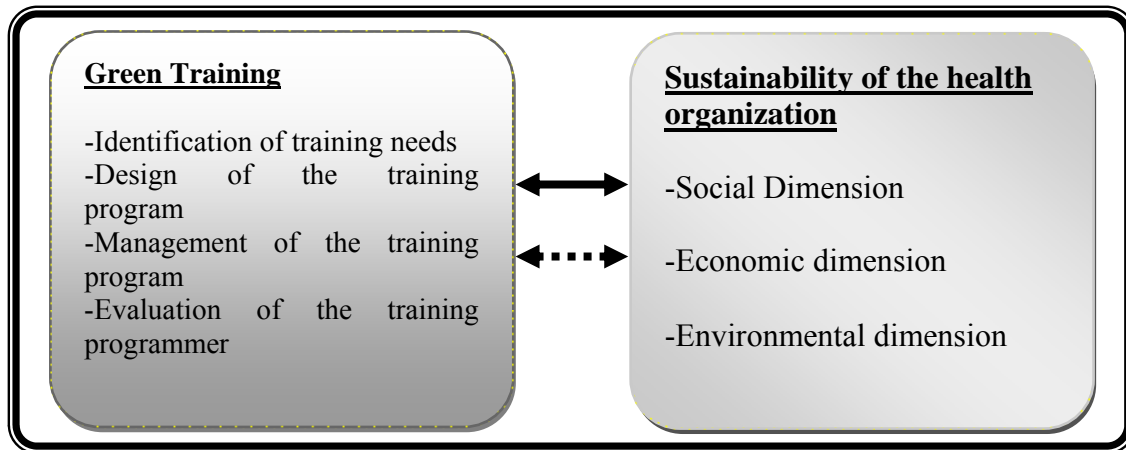 Green Training
-Identification of training needs
-Design of the training
program
-Management of the training
program
-Evaluation of the training
programmer
Sustainability of the health
organization
-Social Dimension
-Economic dimension
-Environmental dimension